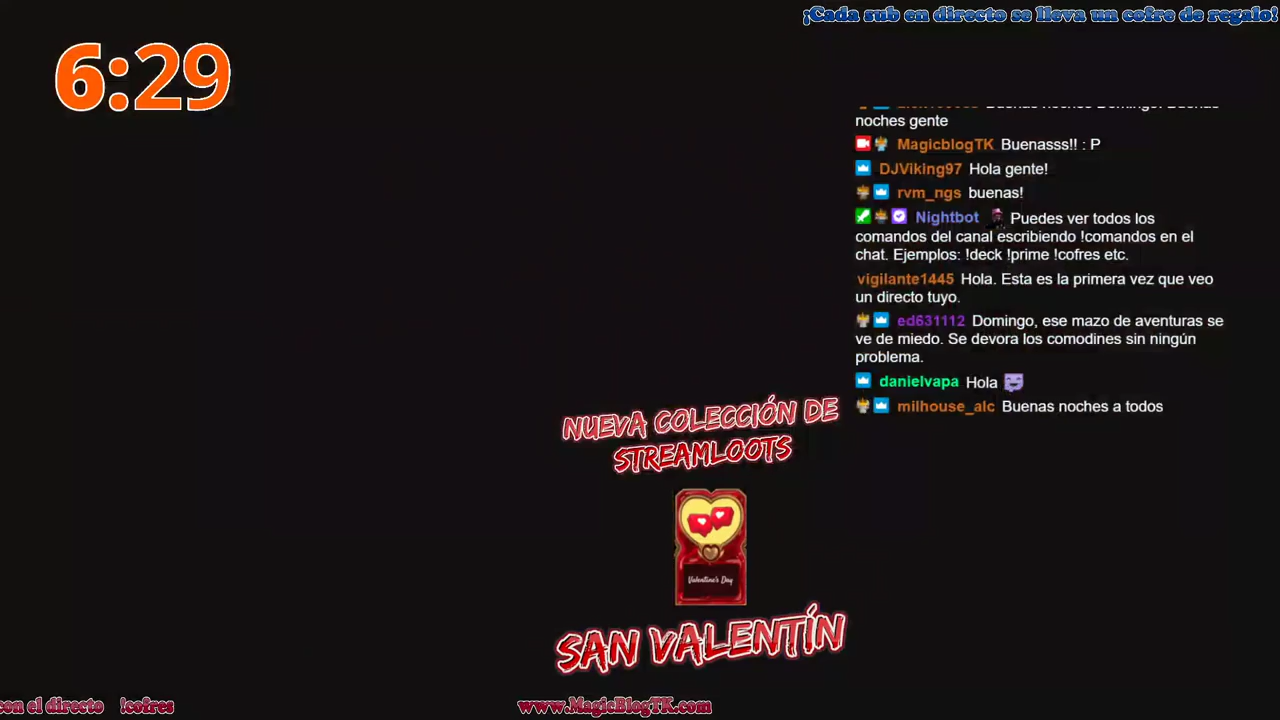 ¡Cada sub en directo se lleva un cofre de regalo!
6:29
noches gente
MagicblogTK Buenasss!! : P
DJViking97 Hola gente!
rvm_ngs buenas!
Nightbot Puedes ver todos los
comandos del canal escribiendo !comandos en el
chat. Ejemplos: !deck !prime !cofres etc.
vigilante1445 Hola. Esta es la primera vez que veo
un directo tuyo.
ed631112 Domingo, ese mazo de aventuras se
ve de miedo. Se devora los comodines sin ningún
problema.
danielvapa Hola
milhouse_alc Buenas noches a todos
NUEVA COLECCIÓN DE
STREAMLOOTS
Valentine's Day
SAN VALENTÍN
con el directo !cofres
www.MagicBlogTK.com